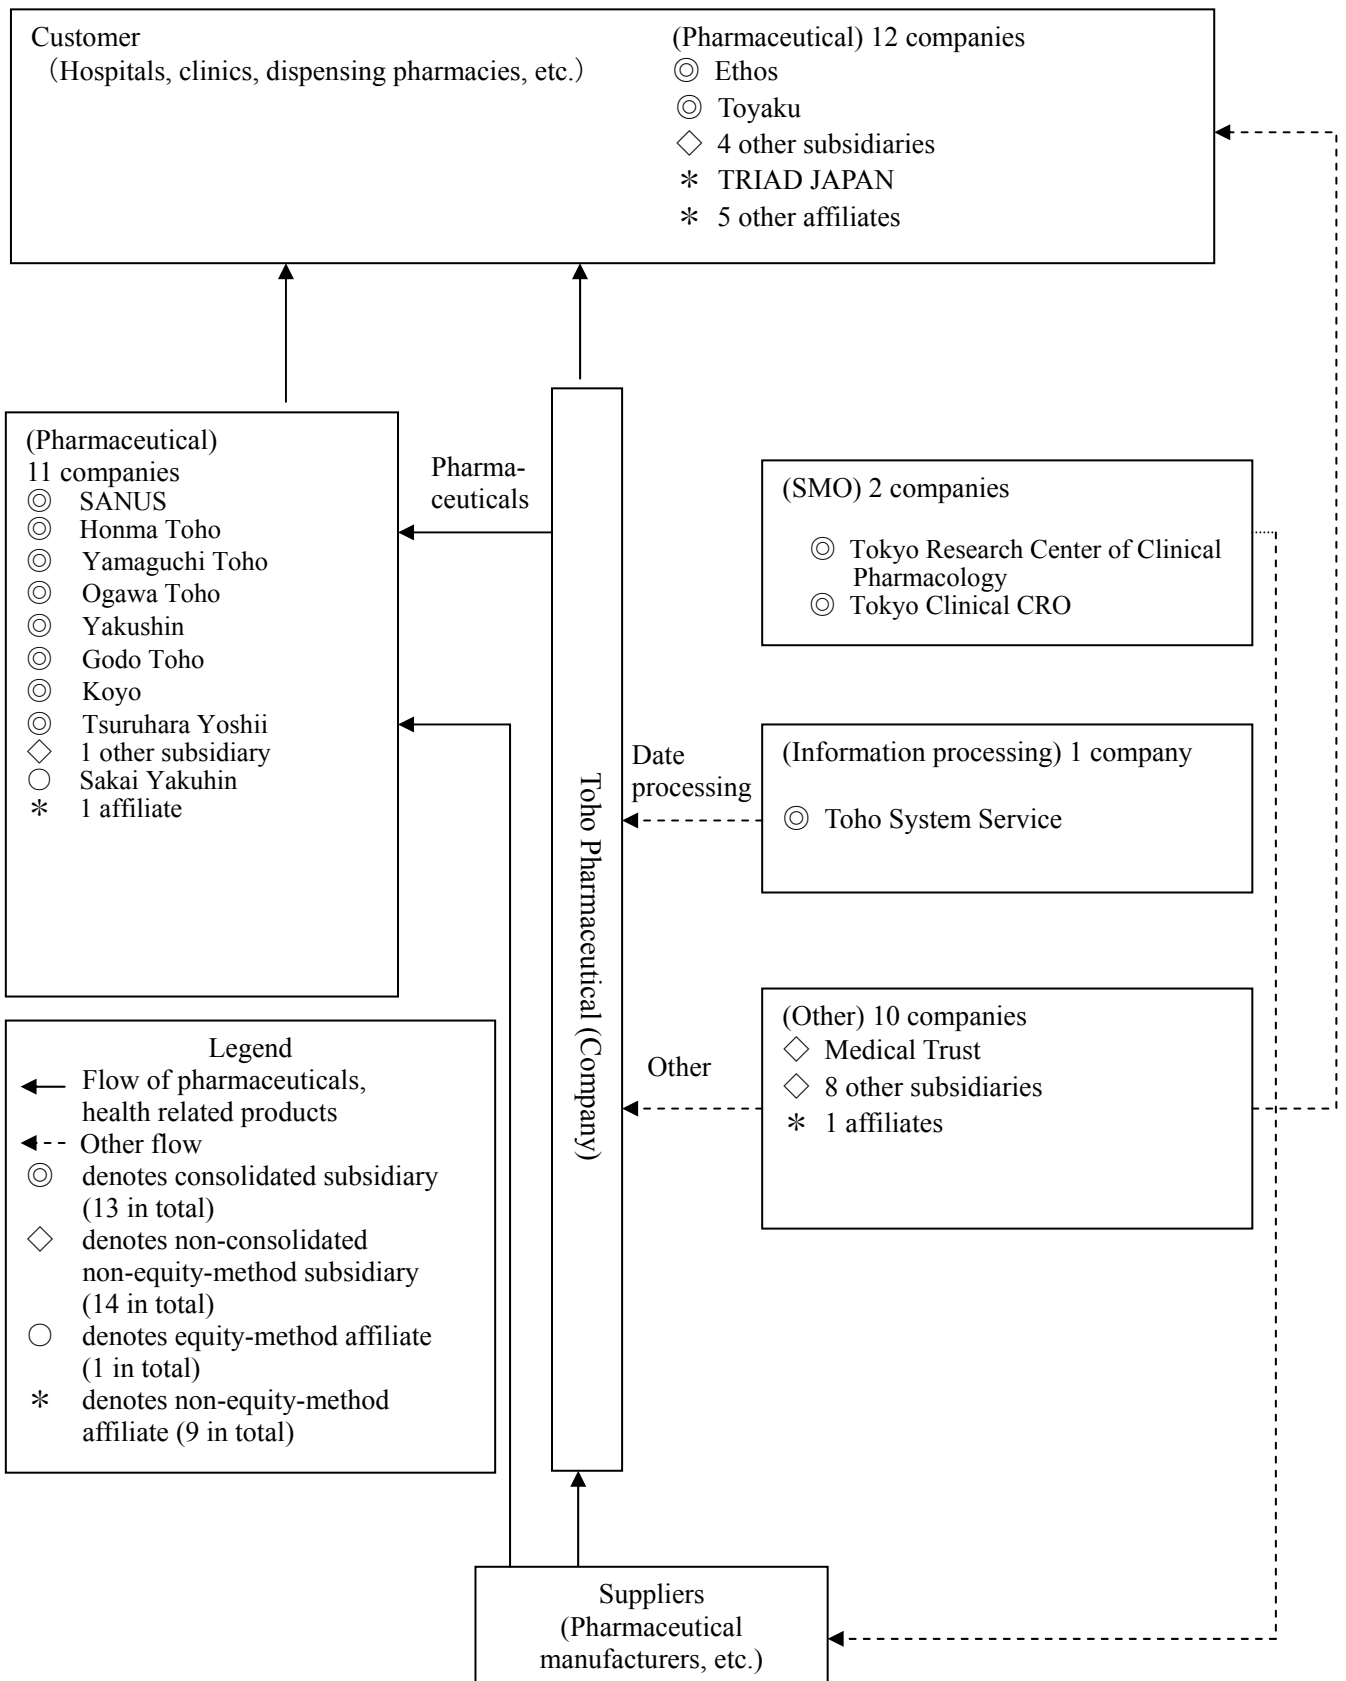 Customer
（Hospitals, clinics, dispensing pharmacies, etc.）
(Pharmaceutical) 12 companies
◎ Ethos
◎ Toyaku
◇ 4 other subsidiaries
＊ TRIAD JAPAN
＊ 5 other affiliates
(Pharmaceutical)
11 companies
◎ SANUS
◎ Honma Toho
◎ Yamaguchi Toho
◎ Ogawa Toho
◎ Yakushin
◎ Godo Toho
◎ Koyo
◎ Tsuruhara Yoshii
◇ 1 other subsidiary
○ Sakai Yakuhin
＊ 1 affiliate
Pharma-
ceuticals
Toho Pharmaceutical (Company)
(SMO) 2 companies
◎ Tokyo Research Center of Clinical
Pharmacology
◎ Tokyo Clinical CRO
Date
processing
(Information processing) 1 company
◎ Toho System Service
Other
(Other) 10 companies
◇ Medical Trust
◇ 8 other subsidiaries
＊ 1 affiliates
Legend
Flow of pharmaceuticals,
health related products
Other flow
◎ denotes consolidated subsidiary
(13 in total)
◇ denotes non-consolidated
non-equity-method subsidiary
(14 in total)
○ denotes equity-method affiliate
(1 in total)
＊ denotes non-equity-method
affiliate (9 in total)
Suppliers
(Pharmaceutical
manufacturers, etc.)